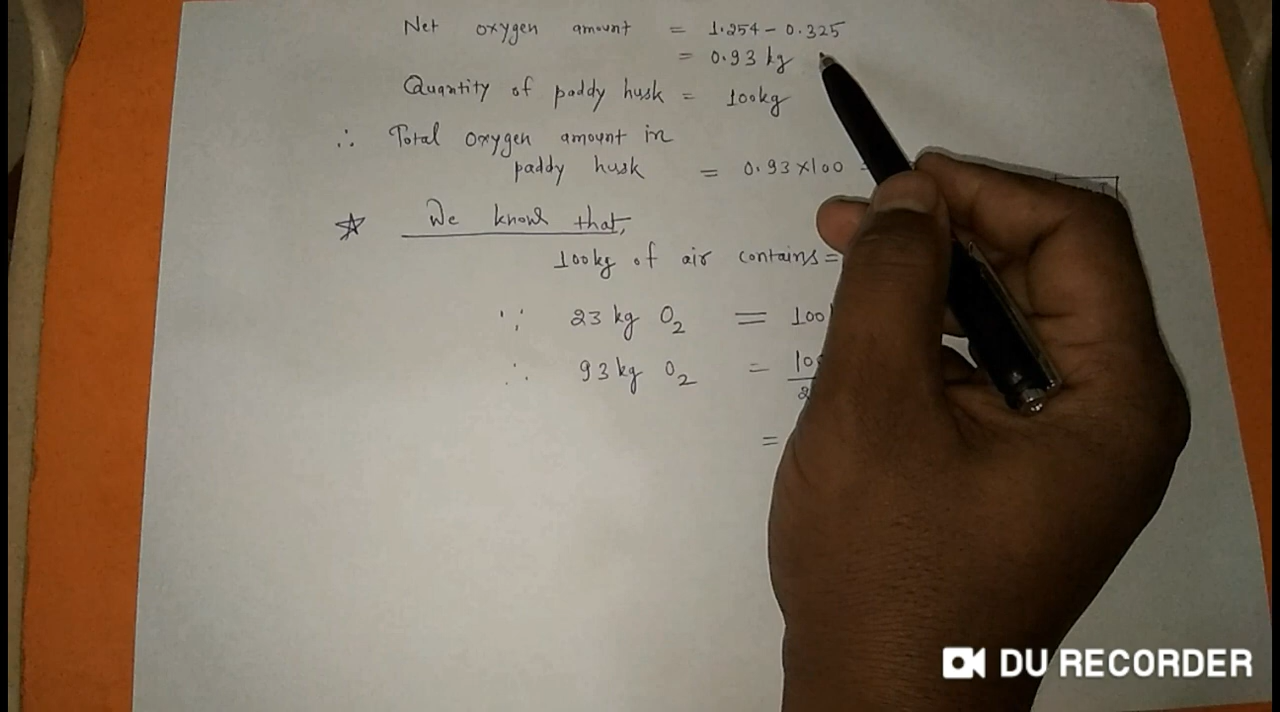 Net oxygen amount = 1.254 - 0.325
= 0.93 kg
Quantity of paddy husk = 100kg
∴ Total oxygen amount in
paddy husk = 0.93 × 100 =
☆ We know that,
100kg of air contains =
∵ 23 kg O2 = 100
∴ 93 kg O2 = 10
2
=
DU RECORDER